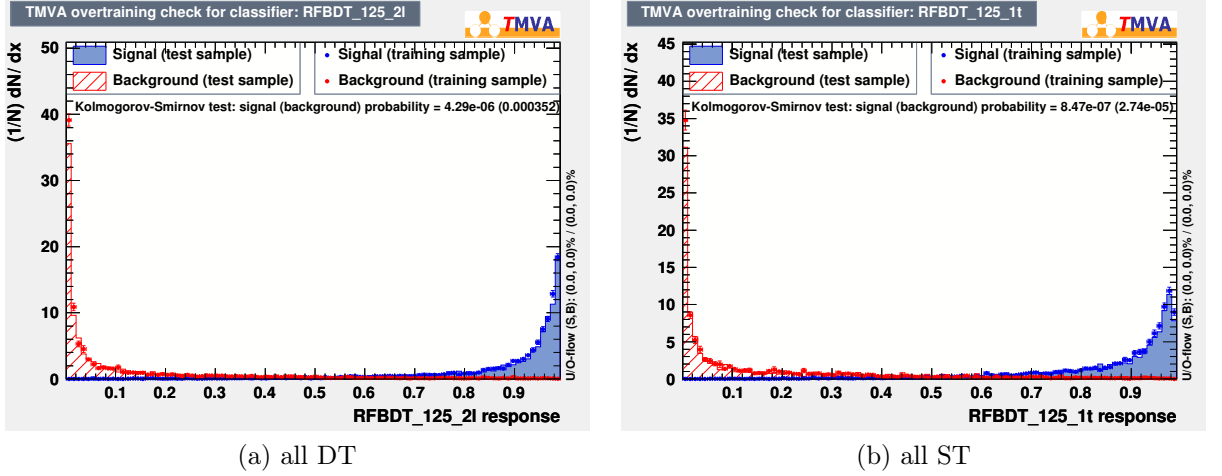 TMVA overtraining check for classifier: RFBDT_125_2l
TMVA
(1/N) dN/ dx
50
40
30
20
10
0
Signal (test sample)
Background (test sample)
Signal (training sample)
Background (training sample)
Kolmogorov-Smirnov test: signal (background) probability = 4.29e-06 (0.000352)
U/O-flow (S,B): (0.0, 0.0)% / (0.0, 0.0)%
0.1 0.2 0.3 0.4 0.5 0.6 0.7 0.8 0.9
RFBDT_125_2l response
(a) all DT
TMVA overtraining check for classifier: RFBDT_125_1t
TMVA
(1/N) dN/ dx
45
40
35
30
25
20
15
10
5
0
Signal (test sample)
Background (test sample)
Signal (training sample)
Background (training sample)
Kolmogorov-Smirnov test: signal (background) probability = 8.47e-07 (2.74e-05)
U/O-flow (S,B): (0.0, 0.0)% / (0.0, 0.0)%
0.1 0.2 0.3 0.4 0.5 0.6 0.7 0.8 0.9
RFBDT_125_1t response
(b) all ST